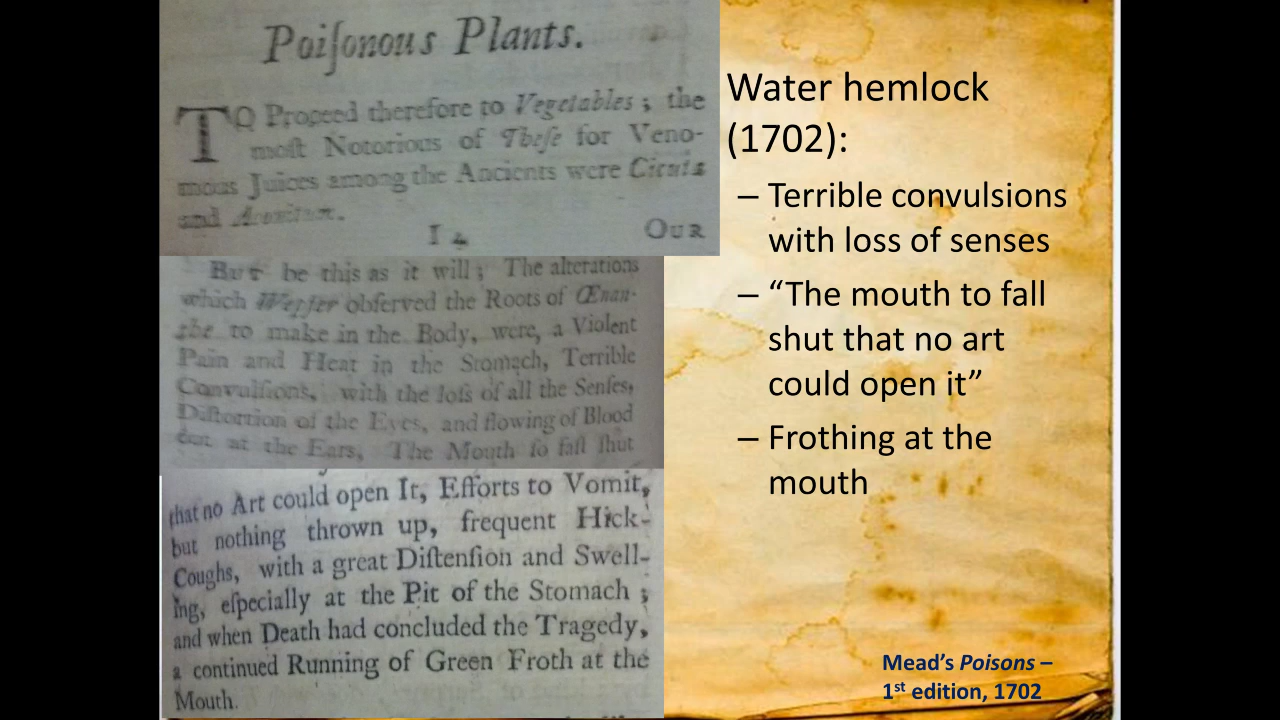 Poiſonous Plants.
TO Proceed therefore to Vegetables; the
moſt Notorious of Theſe for Veno-
mous Juices among the Ancients were Cicuta
and Aconitum.
I 4 OUR
BUT be this as it will; The alterations
which Wepfer obſerved the Roots of Œnan-
the to make in the Body, were, a Violent
Pain and Heat in the Stomach, Terrible
Convulſions, with the loſs of all the Senſes,
Diſtortion of the Eyes, and flowing of Blood
out at the Ears, The Mouth ſo faſt ſhut
that no Art could open It, Efforts to Vomit,
but nothing thrown up, frequent Hick-
Coughs, with a great Diſtenſion and Swell-
ing, eſpecially at the Pit of the Stomach;
and when Death had concluded the Tragedy,
a continued Running of Green Froth at the
Mouth.
Water hemlock
(1702):
– Terrible convulsions
with loss of senses
– “The mouth to fall
shut that no art
could open it”
– Frothing at the
mouth
Mead’s Poisons –
1st edition, 1702